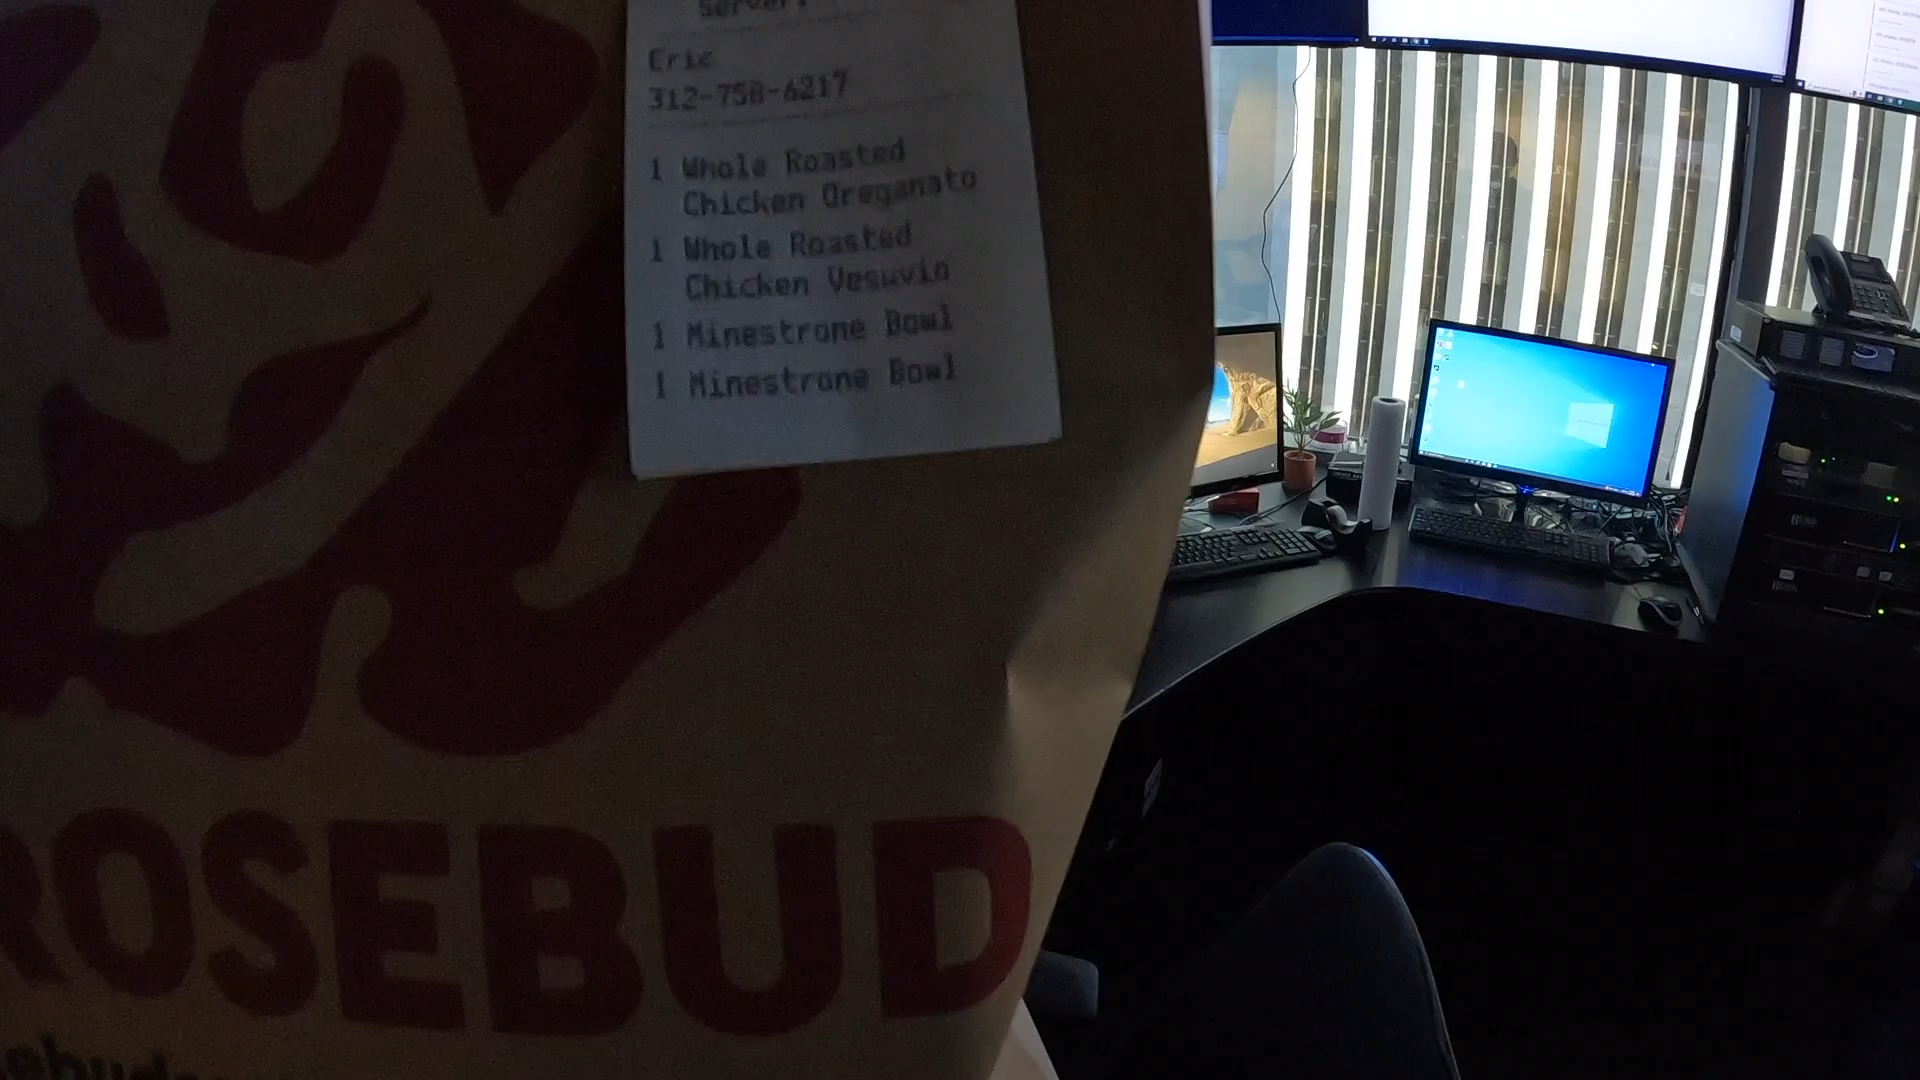 Server:
Eric
312-758-6217
1 Whole Roasted
Chicken Oreganato
1 Whole Roasted
Chicken Vesuvio
1 Minestrone Bowl
1 Minestrone Bowl
ROSEBUD